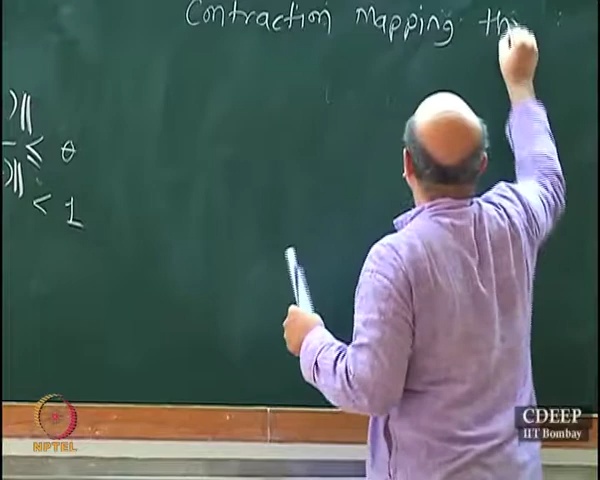 Contraction Mapping th
)||
— ≤ θ
)|| < 1
NPTEL
CDEEP
IIT Bombay